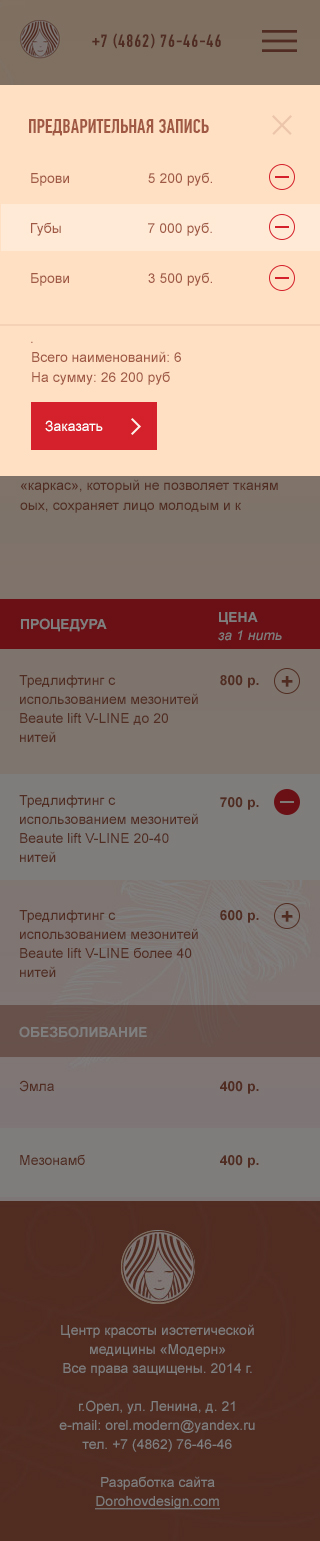 +7 (4862) 76-46-46
ПРЕДВАРИТЕЛЬНАЯ ЗАПИСЬ
Брови 5 200 руб.
Губы 7 000 руб.
Брови 3 500 руб.
.
Всего наименований: 6
На сумму: 26 200 руб
Заказать
«каркас», который не позволяет тканям
оых, сохраняет лицо молодым и к
ПРОЦЕДУРА ЦЕНА
за 1 нить
Тредлифтинг с 800 р.
использованием мезонитей
Beaute lift V-LINE до 20
нитей
Тредлифтинг с 700 р.
использованием мезонитей
Beaute lift V-LINE 20-40
нитей
Тредлифтинг с 600 р.
использованием мезонитей
Beaute lift V-LINE более 40
нитей
ОБЕЗБОЛИВАНИЕ
Эмла 400 р.
Мезонамб 400 р.
Центр красоты иэстетической
медицины «Модерн»
Все права защищены. 2014 г.
г.Орел, ул. Ленина, д. 21
e-mail: orel.modern@yandex.ru
тел. +7 (4862) 76-46-46
Разработка сайта
Dorohovdesign.com